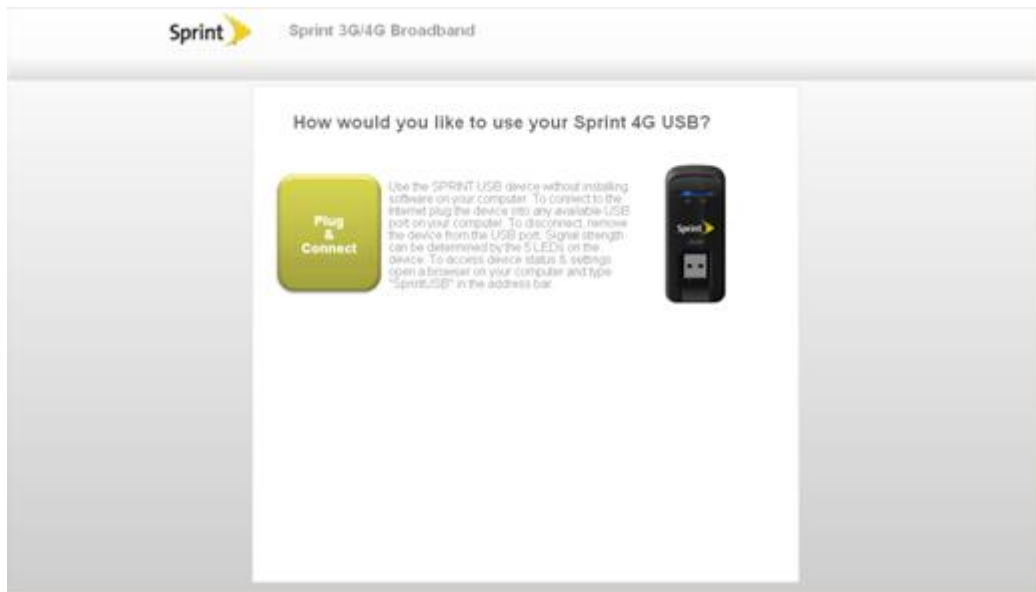 Sprint
Sprint 3G/4G Broadband
How would you like to use your Sprint 4G USB?
Plug
&
Connect
Use the SPRINT USB device without installing
software on your computer. To connect to the
Internet plug the device into any available USB
port on your computer. To disconnect, remove
the device from the USB port. Signal strength
can be determined by the 5 LEDs on the
device. To access device status & settings
open a browser on your computer and type
"SprintUSB" in the address bar.
Sprint